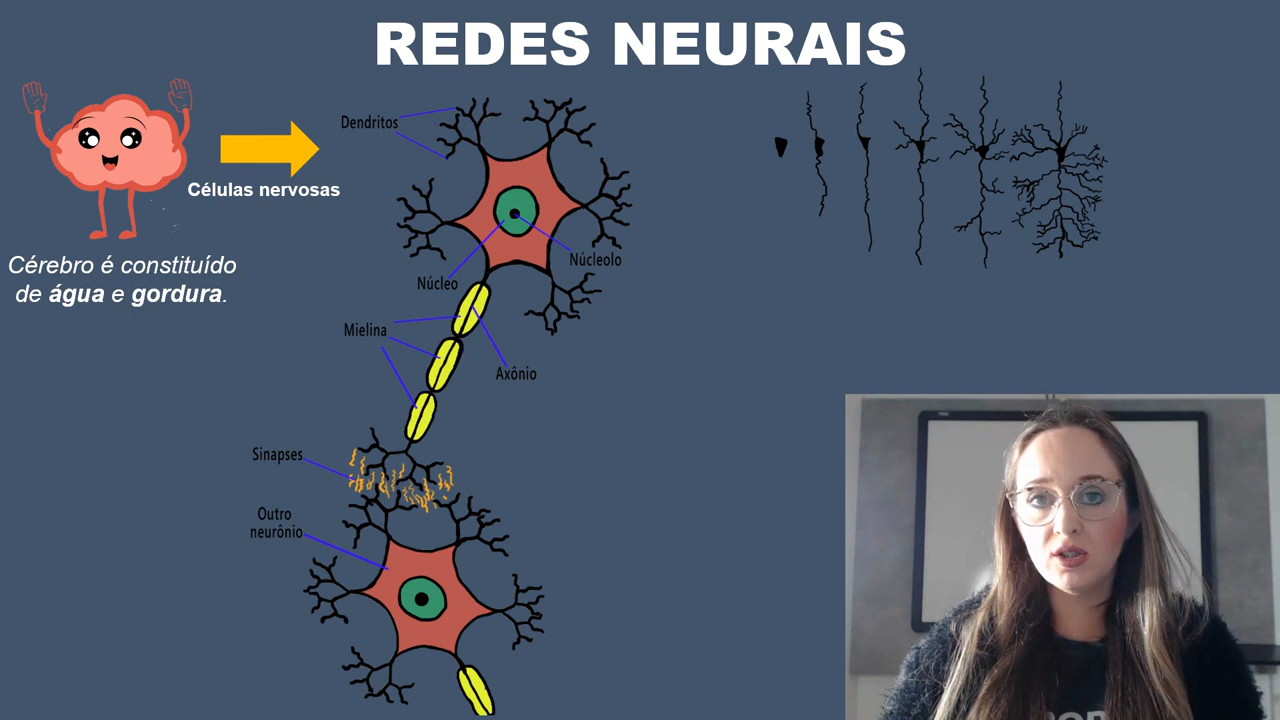 REDES NEURAIS
Células nervosas
Cérebro é constituído
de água e gordura.
Dendritos
Núcleo
Núcleolo
Mielina
Axônio
Sinapses
Outro
neurônio